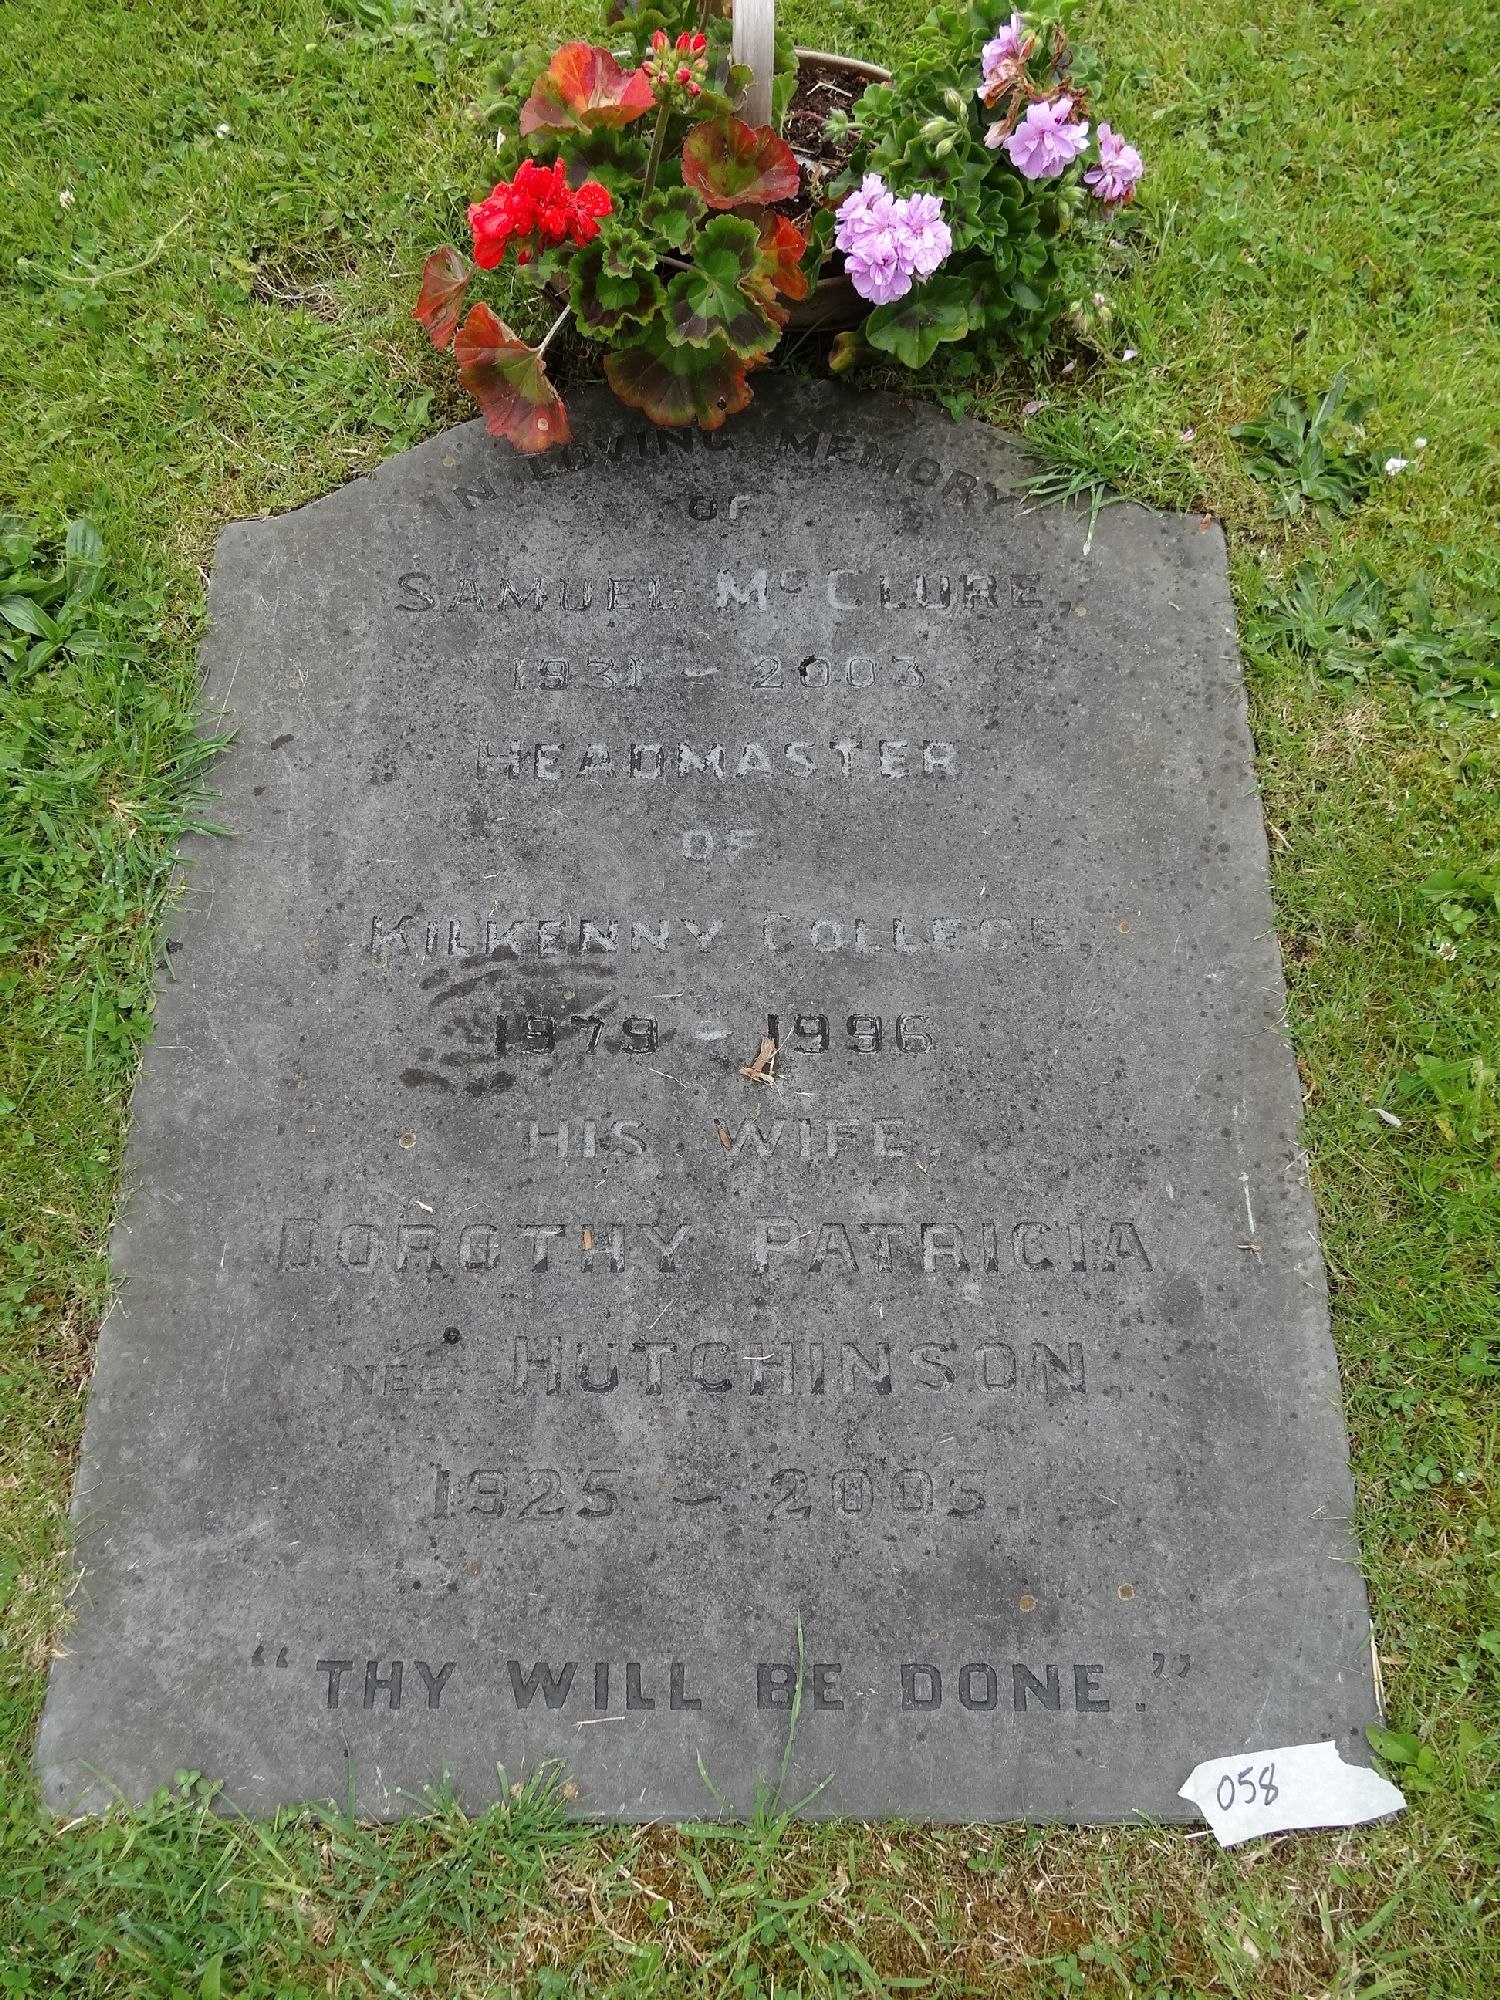 IN LOVING MEMORY
OF
SAMUEL McCLURE,
1931 ~ 2003.
HEADMASTER
OF
KILKENNY COLLEGE,
1979 ~ 1996.
HIS WIFE,
DOROTHY PATRICIA
NÉE HUTCHINSON,
1925 ~ 2005.
"THY WILL BE DONE."
058